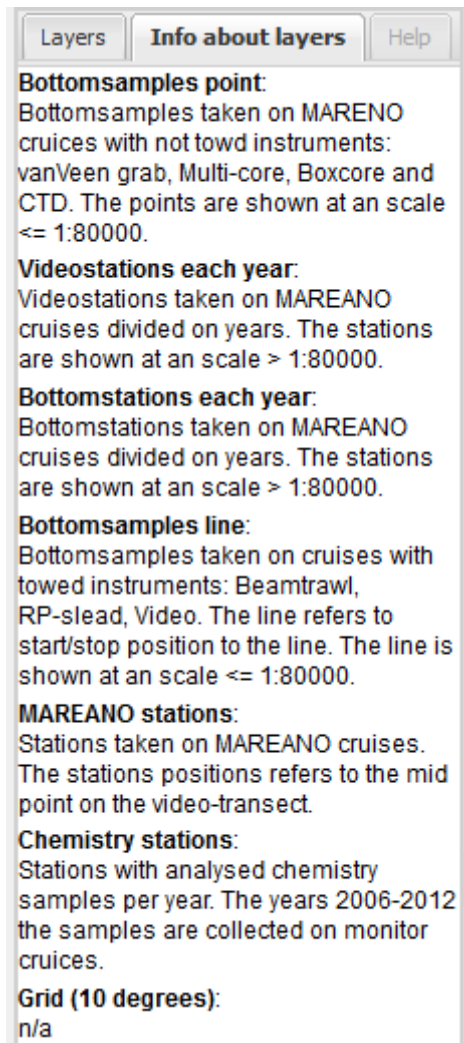 Layers Info about layers Help
Bottomsamples point:
Bottomsamples taken on MARENO
cruices with not towd instruments:
vanVeen grab, Multi-core, Boxcore and
CTD. The points are shown at an scale
<= 1:80000.
Videostations each year:
Videostations taken on MAREANO
cruises divided on years. The stations
are shown at an scale > 1:80000.
Bottomstations each year:
Bottomstations taken on MAREANO
cruises divided on years. The stations
are shown at an scale > 1:80000.
Bottomsamples line:
Bottomsamples taken on cruises with
towed instruments: Beamtrawl,
RP-slead, Video. The line refers to
start/stop position to the line. The line is
shown at an scale <= 1:80000.
MAREANO stations:
Stations taken on MAREANO cruises.
The stations positions refers to the mid
point on the video-transect.
Chemistry stations:
Stations with analysed chemistry
samples per year. The years 2006-2012
the samples are collected on monitor
cruices.
Grid (10 degrees):
n/a